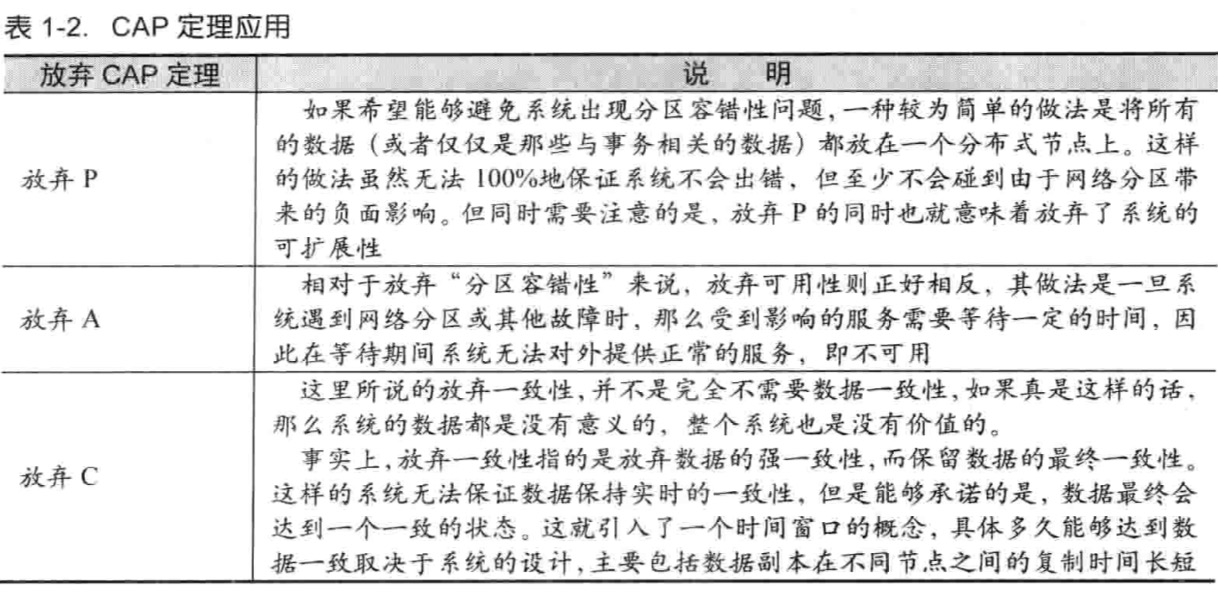 表 1-2. CAP 定理应用
放弃 CAP 定理 说 明
如果希望能够避免系统出现分区容错性问题，一种较为简单的做法是将所有
的数据（或者仅仅是那些与事务相关的数据）都放在一个分布式节点上。这样
放弃 P
的做法虽然无法 100%地保证系统不会出错，但至少不会碰到由于网络分区带
来的负面影响。但同时需要注意的是，放弃 P 的同时也就意味着放弃了系统的
可扩展性
相对于放弃“分区容错性”来说，放弃可用性则正好相反，其做法是一旦系
放弃 A
统遇到网络分区或其他故障时，那么受到影响的服务需要等待一定的时间，因
此在等待期间系统无法对外提供正常的服务，即不可用
这里所说的放弃一致性，并不是完全不需要数据一致性，如果真是这样的话，
那么系统的数据都是没有意义的，整个系统也是没有价值的。
放弃 C
事实上，放弃一致性指的是放弃数据的强一致性，而保留数据的最终一致性。
这样的系统无法保证数据保持实时的一致性，但是能够承诺的是，数据最终会
达到一个一致的状态。这就引入了一个时间窗口的概念，具体多久能够达到数
据一致取决于系统的设计，主要包括数据副本在不同节点之间的复制时间长短